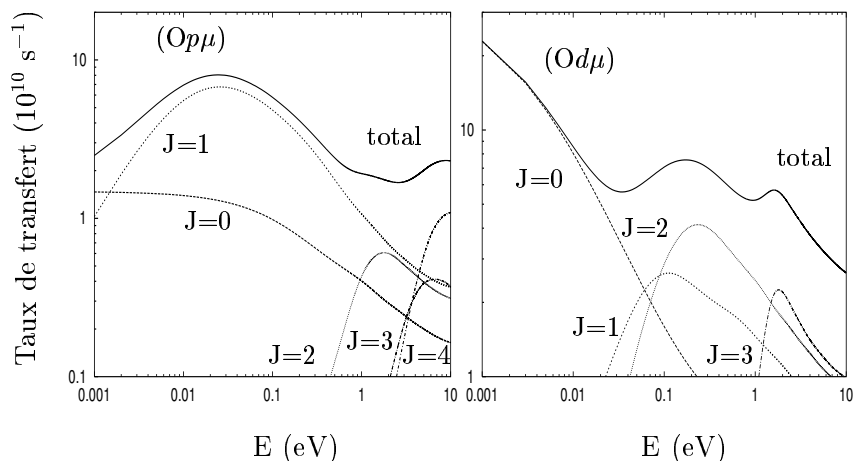 (Opμ)
(Odμ)
Taux de transfert (10¹⁰ s⁻¹)
10
1
0.1
total
J=1
J=0
J=2
J=3
J=4
0.001
0.01
0.1
1
10
E (eV)
10
1
total
J=0
J=2
J=1
J=3
0.001
0.01
0.1
1
10
E (eV)